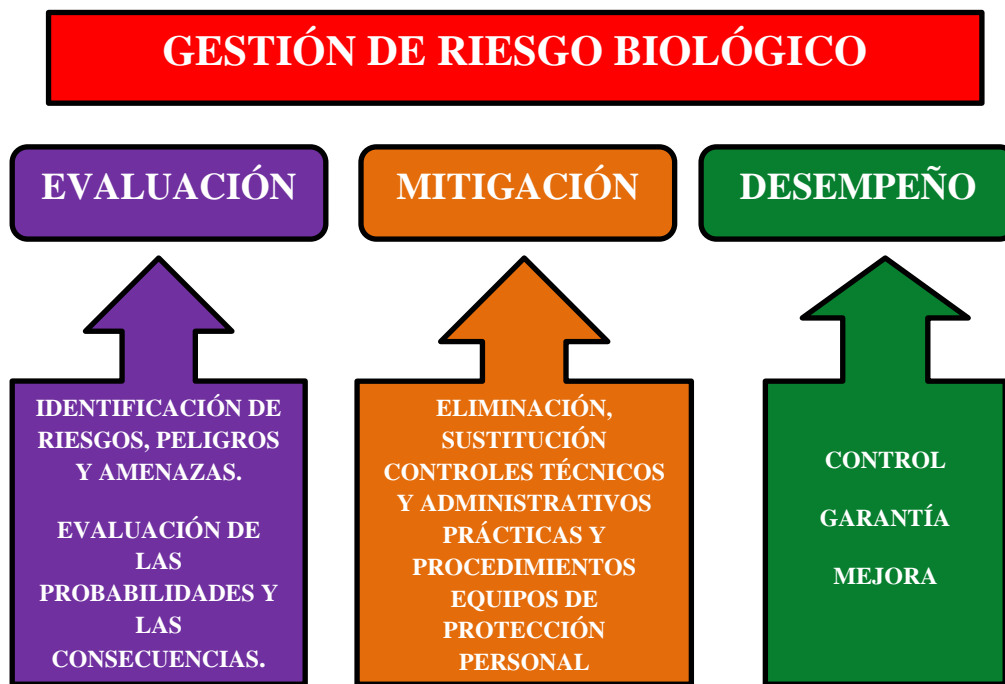 GESTIÓN DE RIESGO BIOLÓGICO
EVALUACIÓN
MITIGACIÓN
DESEMPEÑO
IDENTIFICACIÓN DE
RIESGOS, PELIGROS
Y AMENAZAS.
EVALUACIÓN DE
LAS
PROBABILIDADES Y
LAS
CONSECUENCIAS.
ELIMINACIÓN,
SUSTITUCIÓN
CONTROLES TÉCNICOS
Y ADMINISTRATIVOS
PRÁCTICAS Y
PROCEDIMIENTOS
EQUIPOS DE
PROTECCIÓN
PERSONAL
CONTROL
GARANTÍA
MEJORA